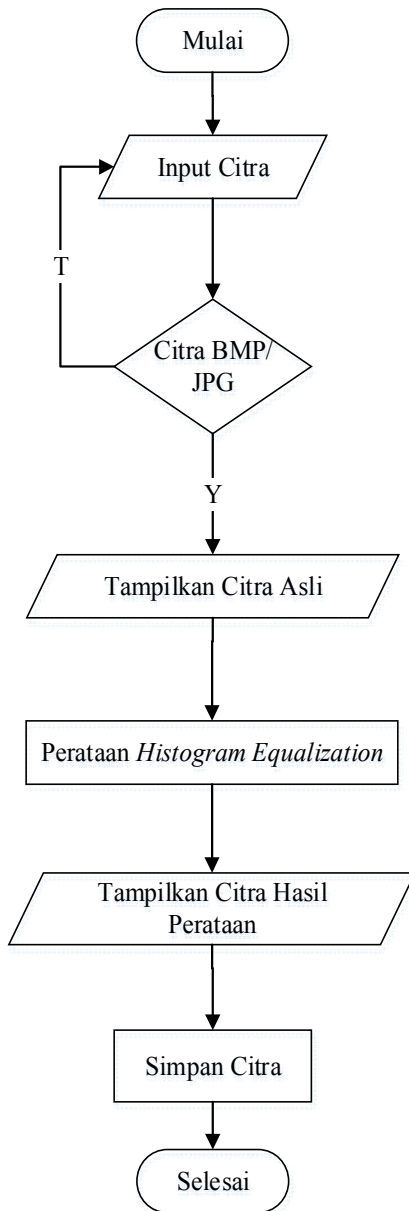 Mulai
Input Citra
T
Citra BMP/
JPG
Y
Tampilkan Citra Asli
Perataan Histogram Equalization
Tampilkan Citra Hasil
Perataan
Simpan Citra
Selesai